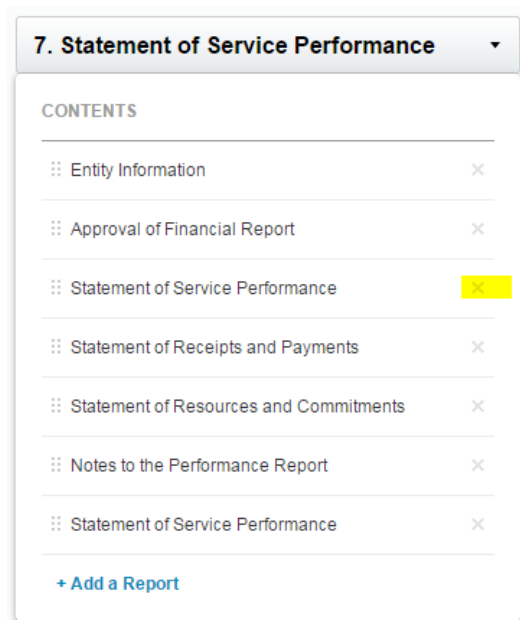 7. Statement of Service Performance
CONTENTS
Entity Information
Approval of Financial Report
Statement of Service Performance
Statement of Receipts and Payments
Statement of Resources and Commitments
Notes to the Performance Report
Statement of Service Performance
+ Add a Report